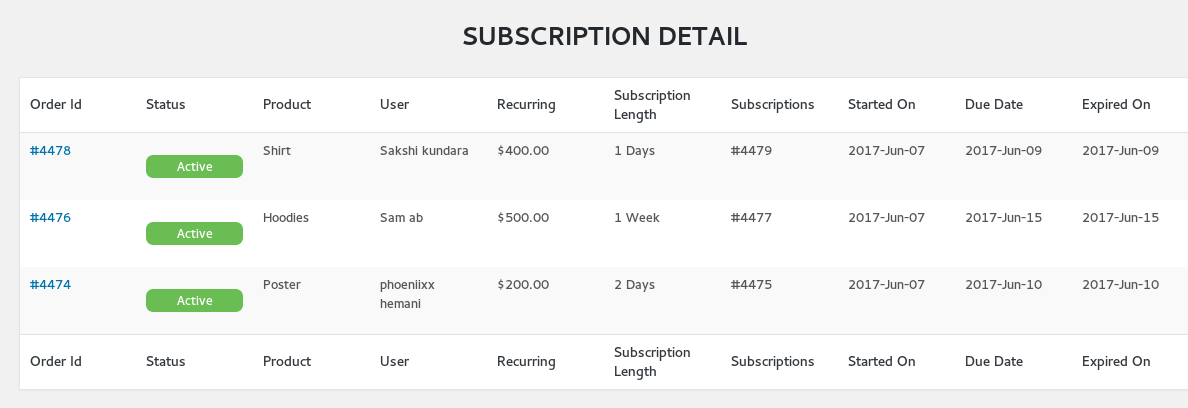 SUBSCRIPTION DETAIL
Order Id Status Product User Recurring Subscription Length Subscriptions Started On Due Date Expired On
#4478 Active Shirt Sakshi kundara $400.00 1 Days #4479 2017-Jun-07 2017-Jun-09 2017-Jun-09
#4476 Active Hoodies Sam ab $500.00 1 Week #4477 2017-Jun-07 2017-Jun-15 2017-Jun-15
#4474 Active Poster phoeniixx hemani $200.00 2 Days #4475 2017-Jun-07 2017-Jun-10 2017-Jun-10
Order Id Status Product User Recurring Subscription Length Subscriptions Started On Due Date Expired On